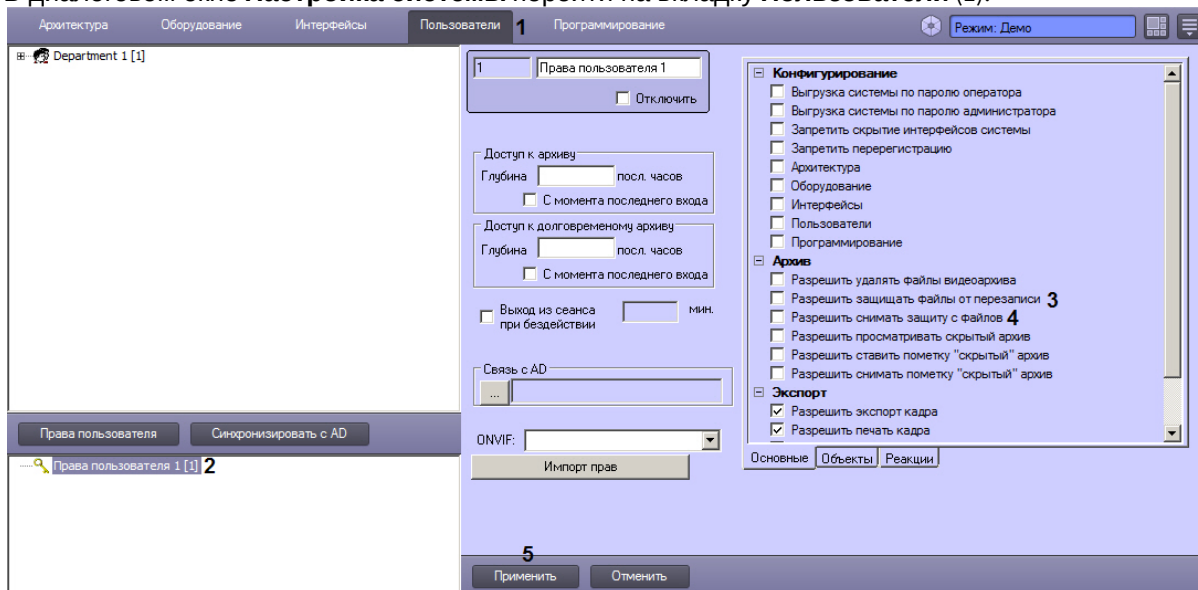 В диалоговом окне Настройка системы перейти на вкладку Пользователи (1).
Архитектура Оборудование Интерфейсы Пользователи 1 Программирование Режим: Демо
Department 1 [1]
1 Права пользователя 1
Отключить
Доступ к архиву
Глубина посл. часов
С момента последнего входа
Доступ к долговременому архиву
Глубина посл. часов
С момента последнего входа
Выход из сеанса мин.
при бездействии
Связь с AD
...
ONVIF:
Импорт прав
Конфигурирование
Выгрузка системы по паролю оператора
Выгрузка системы по паролю администратора
Запретить скрытие интерфейсов системы
Запретить перерегистрацию
Архитектура
Оборудование
Интерфейсы
Пользователи
Программирование
Архив
Разрешить удалять файлы видеоархива
Разрешить защищать файлы от перезаписи 3
Разрешить снимать защиту с файлов 4
Разрешить просматривать скрытый архив
Разрешить ставить пометку "скрытый" архив
Разрешить снимать пометку "скрытый" архив
Экспорт
Разрешить экспорт кадра
Разрешить печать кадра
Основные Объекты Реакции
Права пользователя Синхронизировать с AD
Права пользователя 1 [1] 2
5
Применить Отменить